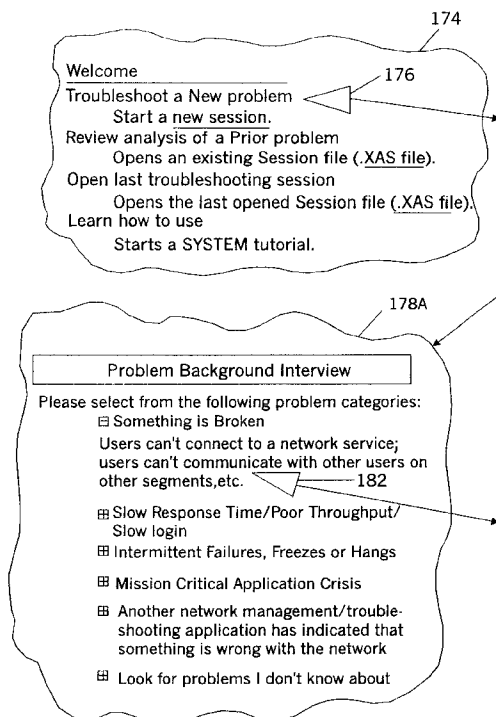 174
Welcome
176
Troubleshoot a New problem
Start a new session.
Review analysis of a Prior problem
Opens an existing Session file (.XAS file).
Open last troubleshooting session
Opens the last opened Session file (.XAS file).
Learn how to use
Starts a SYSTEM tutorial.
178A
Problem Background Interview
Please select from the following problem categories:
⊟ Something is Broken
Users can't connect to a network service;
users can't communicate with other users on
other segments,etc.
182
⊞ Slow Response Time/Poor Throughput/
Slow login
⊞ Intermittent Failures, Freezes or Hangs
⊞ Mission Critical Application Crisis
⊞ Another network management/trouble-
shooting application has indicated that
something is wrong with the network
⊞ Look for problems I don't know about